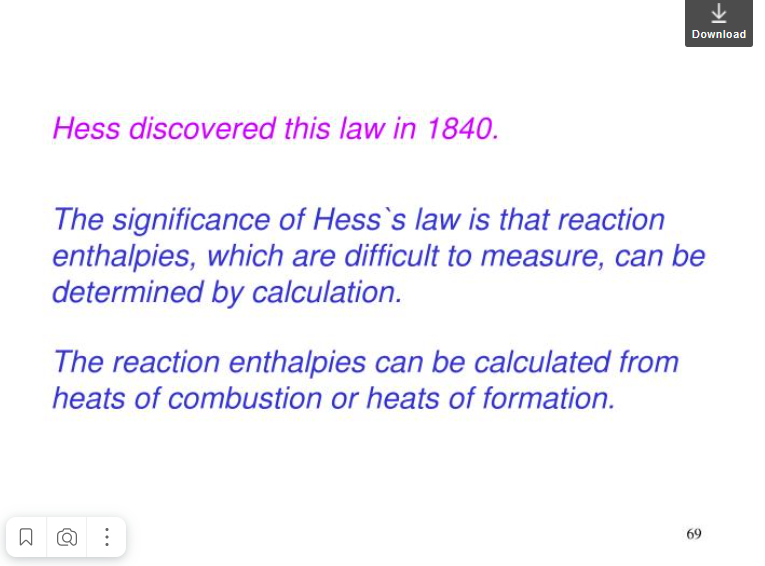 Download
Hess discovered this law in 1840.
The significance of Hess`s law is that reaction
enthalpies, which are difficult to measure, can be
determined by calculation.
The reaction enthalpies can be calculated from
heats of combustion or heats of formation.
69